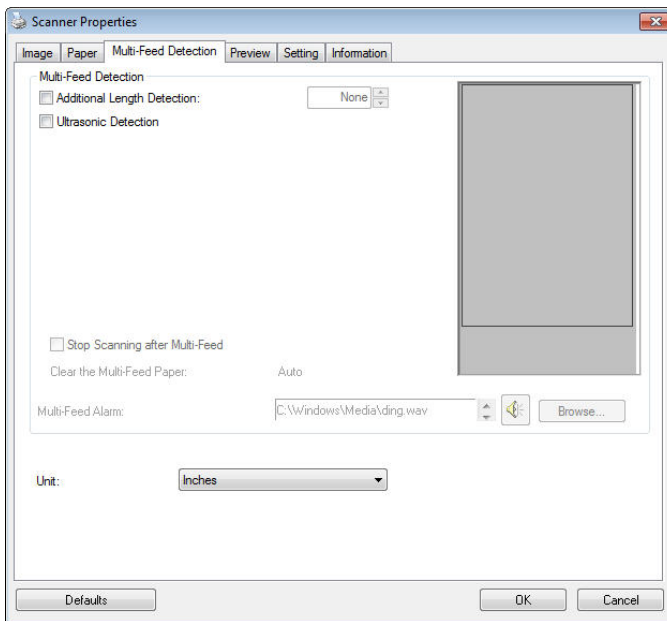 Scanner Properties
Image Paper Multi-Feed Detection Preview Setting Information
Multi-Feed Detection
Additional Length Detection: None
Ultrasonic Detection
Stop Scanning after Multi-Feed
Clear the Multi-Feed Paper: Auto
Multi-Feed Alarm: C:\Windows\Media\ding.wav Browse...
Unit: Inches
Defaults OK Cancel